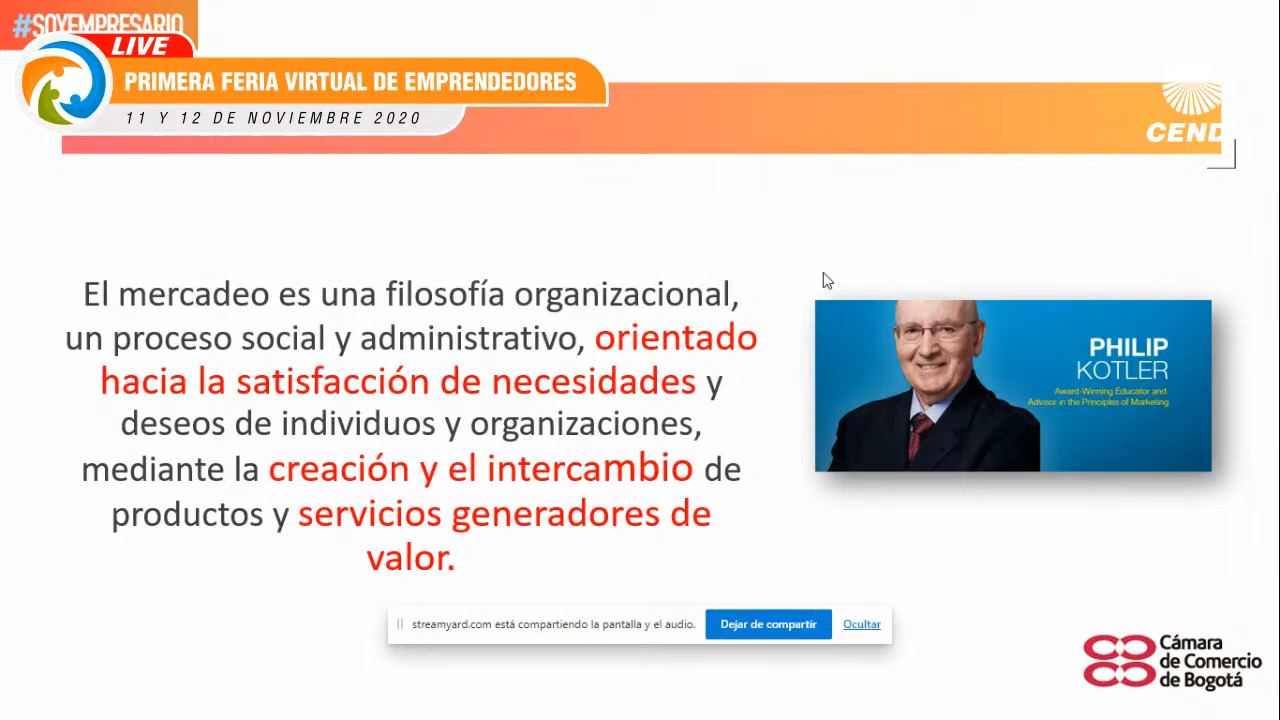 #SOYEMPRESARIO
LIVE
PRIMERA FERIA VIRTUAL DE EMPRENDEDORES
11 Y 12 DE NOVIEMBRE 2020
CEND
El mercadeo es una filosofía organizacional,
un proceso social y administrativo, orientado
hacia la satisfacción de necesidades y
deseos de individuos y organizaciones,
mediante la creación y el intercambio de
productos y servicios generadores de
valor.
PHILIP
KOTLER
Award-Winning Educator and
Advisor in the Principles of Marketing
streamyard.com está compartiendo la pantalla y el audio.
Dejar de compartir
Ocultar
Cámara
de Comercio
de Bogotá